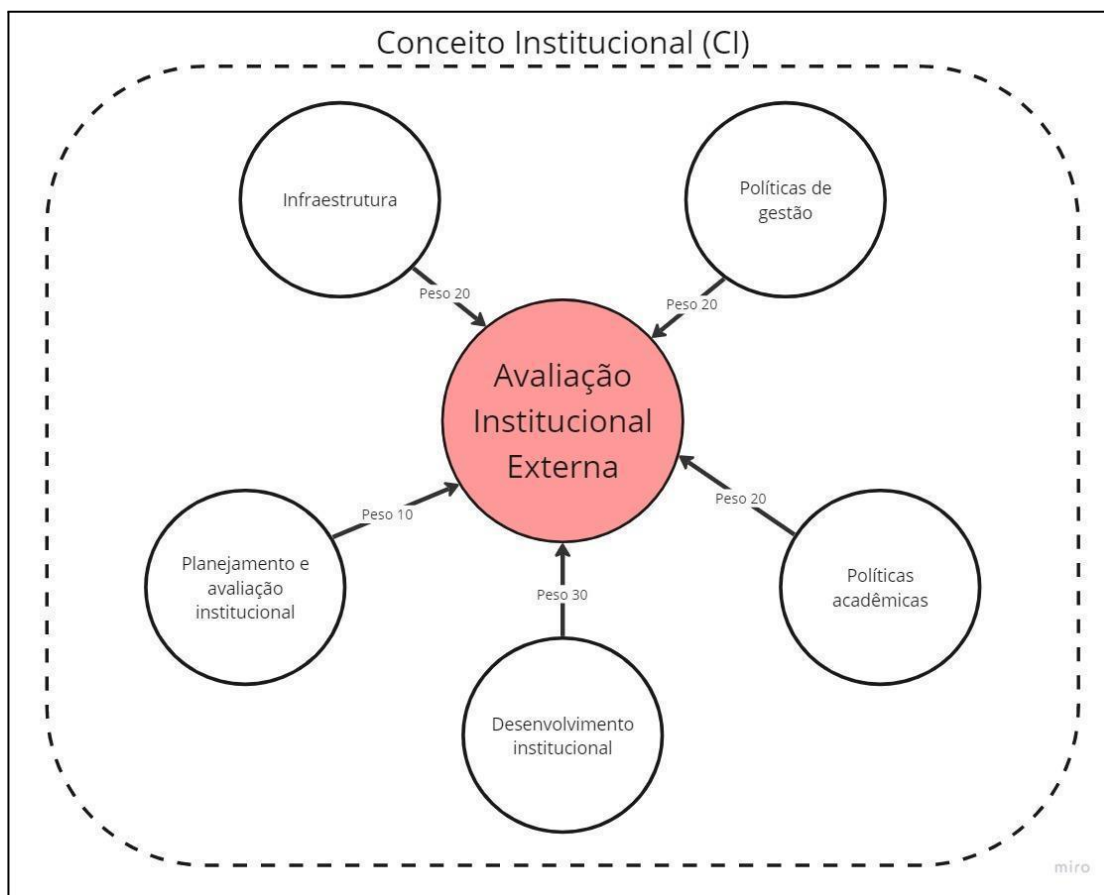 Conceito Institucional (CI)
Infraestrutura
Políticas de
gestão
Peso 20
Peso 20
Avaliação
Institucional
Externa
Peso 10
Peso 20
Planejamento e
avaliação
institucional
Peso 30
Políticas
acadêmicas
Desenvolvimento
institucional
miro